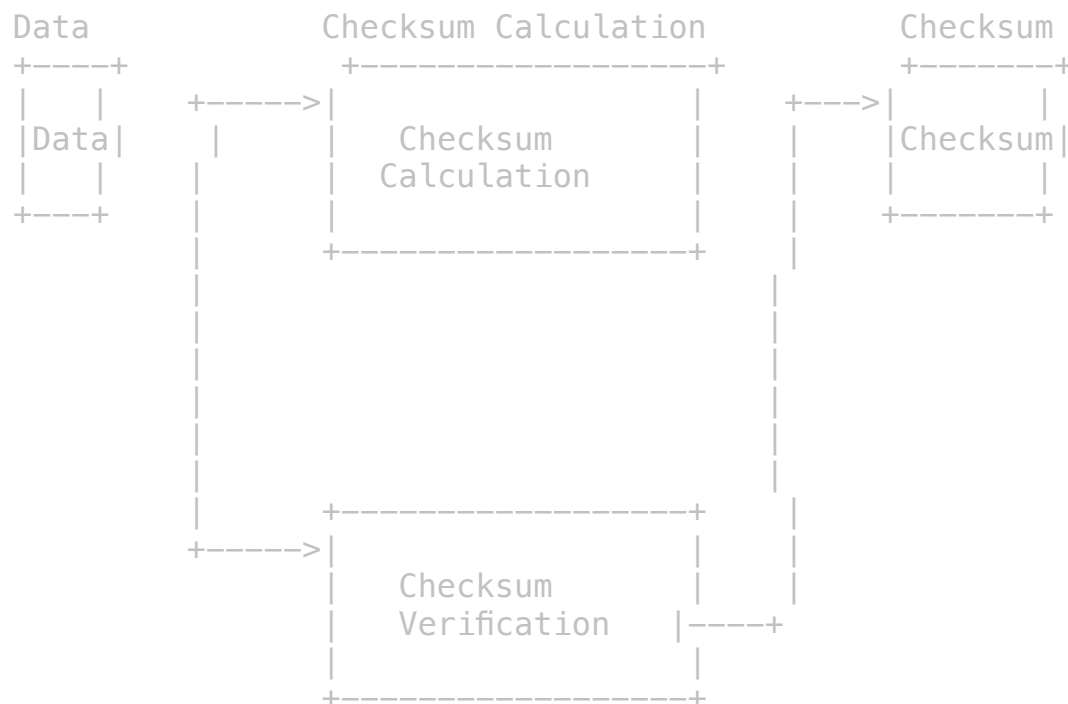 Data Checksum Calculation Checksum
+----+ +------------------+ +-------+
| | +----->| | +--->| |
|Data| | | Checksum | | |Checksum|
| | | | Calculation | | | |
+---+ | | | | +-------+
| +------------------+ |
| |
| |
| |
| |
| |
| |
| +------------------+ |
+----->| | |
| Checksum | |
| Verification |----+
| |
+------------------+